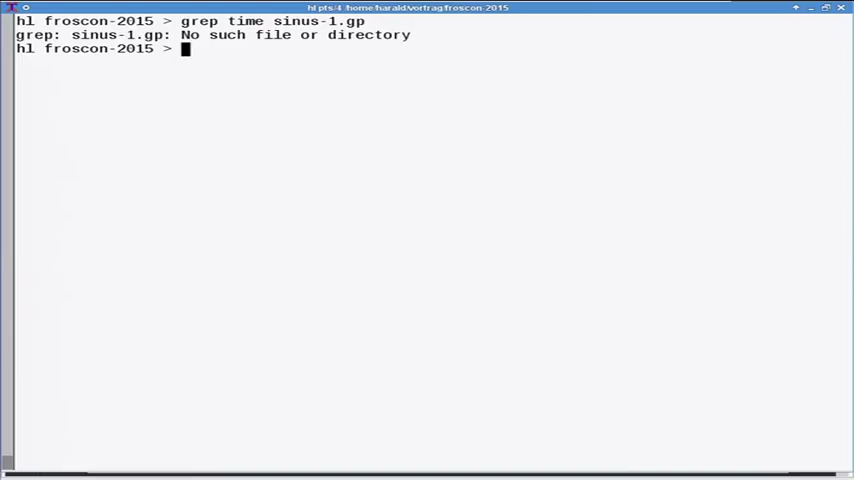 hl pts/4 /home/harald/vortrag/froscon-2015
hl froscon-2015 > grep time sinus-1.gp
grep: sinus-1.gp: No such file or directory
hl froscon-2015 >